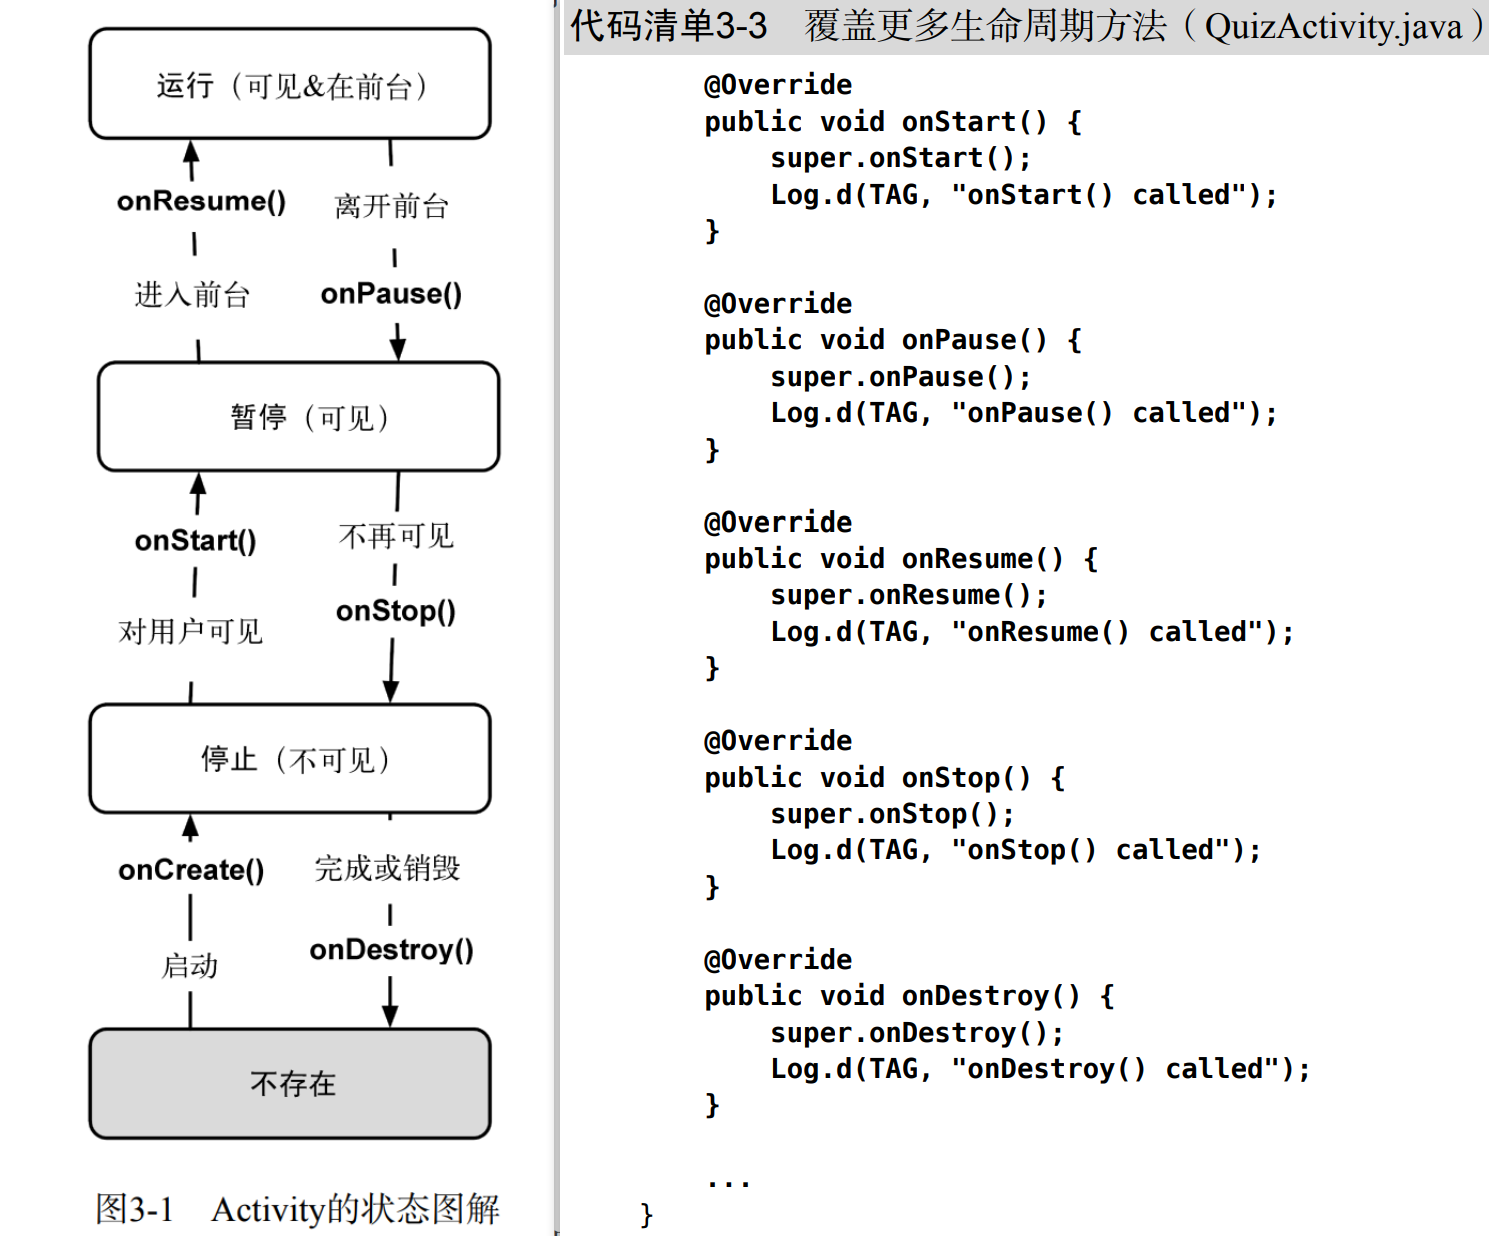 运行（可见&在前台）
onResume()
离开前台
进入前台
onPause()
暂停（可见）
onStart()
不再可见
对用户可见
onStop()
停止（不可见）
onCreate()
完成或销毁
启动
onDestroy()
不存在
图3-1 Activity的状态图解
代码清单3-3 覆盖更多生命周期方法（QuizActivity.java）
@Override
public void onStart() {
super.onStart();
Log.d(TAG, "onStart() called");
}
@Override
public void onPause() {
super.onPause();
Log.d(TAG, "onPause() called");
}
@Override
public void onResume() {
super.onResume();
Log.d(TAG, "onResume() called");
}
@Override
public void onStop() {
super.onStop();
Log.d(TAG, "onStop() called");
}
@Override
public void onDestroy() {
super.onDestroy();
Log.d(TAG, "onDestroy() called");
}
...
}